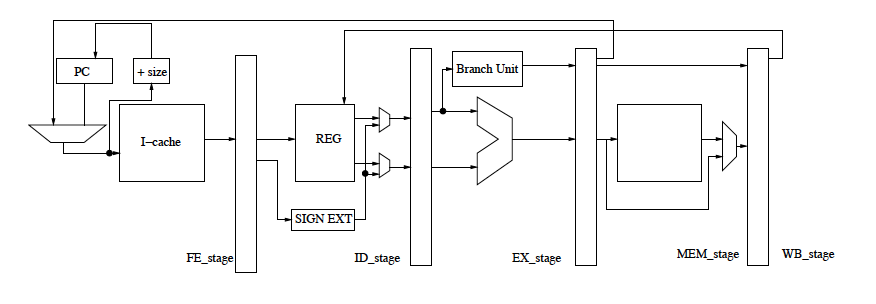 PC
+ size
Branch Unit
I–cache
REG
SIGN EXT
FE_stage
ID_stage
EX_stage
MEM_stage
WB_stage